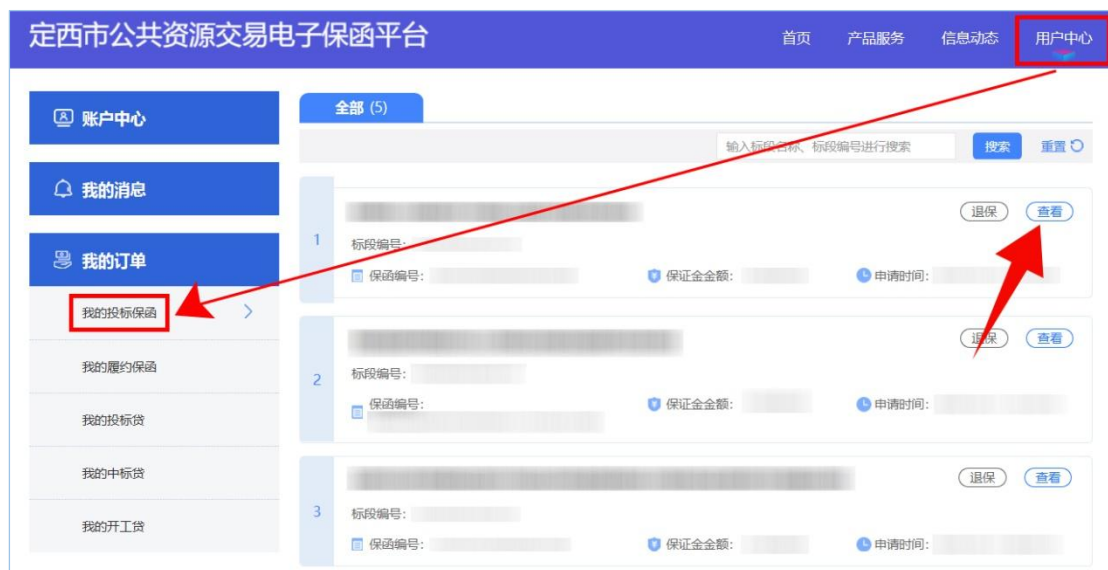 定西市公共资源交易电子保函平台
首页 产品服务 信息动态 用户中心
账户中心
我的消息
我的订单
我的投标保函
我的履约保函
我的投标贷
我的中标贷
我的开工贷
全部 (5)
输入标段名称、标段编号进行搜索 搜索 重置
1
退保 查看
标段编号:
保函编号: 保证金金额: 申请时间:
2
退保 查看
标段编号:
保函编号: 保证金金额: 申请时间:
3
退保 查看
标段编号:
保函编号: 保证金金额: 申请时间: